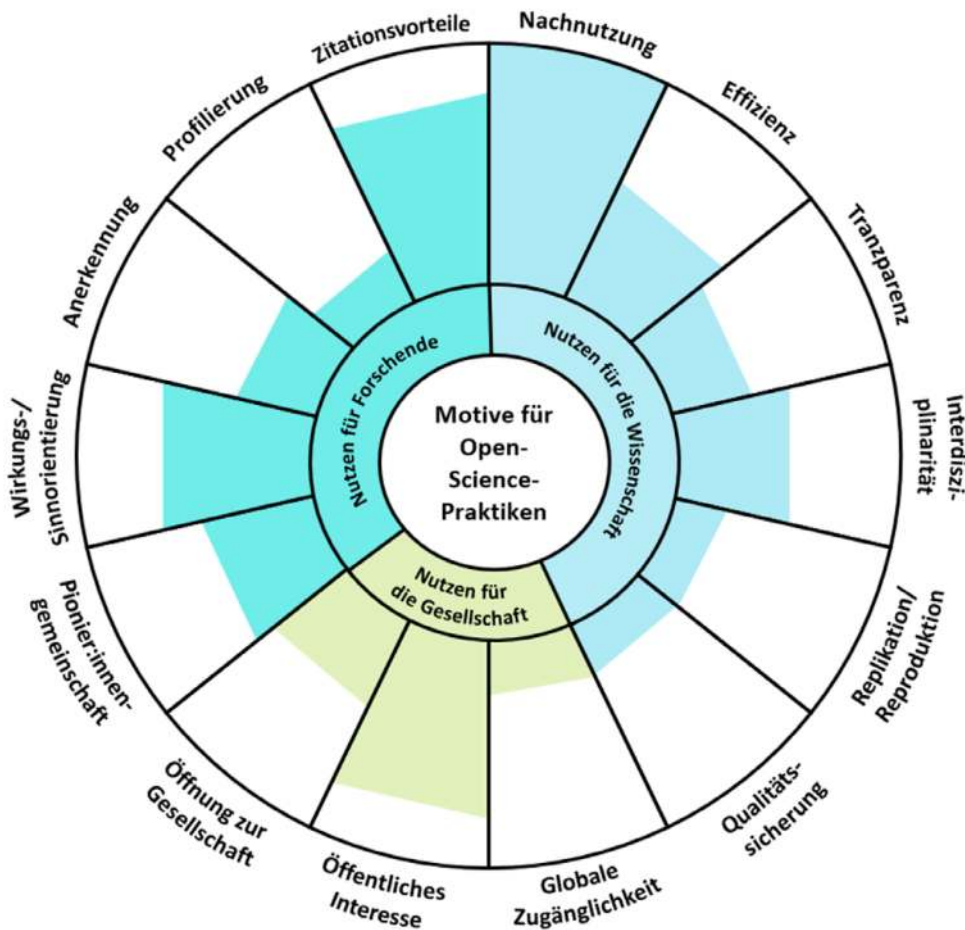 Motive für
Open-
Science-
Praktiken
Nutzen für die Wissenschaft
Nutzen für
die Gesellschaft
Nutzen für Forschende
Nachnutzung
Effizienz
Tranzparenz
Interdiszi-
plinarität
Replikation/
Reproduktion
Qualitäts-
sicherung
Globale
Zugänglichkeit
Öffentliches
Interesse
Öffnung zur
Gesellschaft
Pionier:innen-
gemeinschaft
Wirkungs-/
Sinnorientierung
Anerkennung
Profilierung
Zitationsvorteile